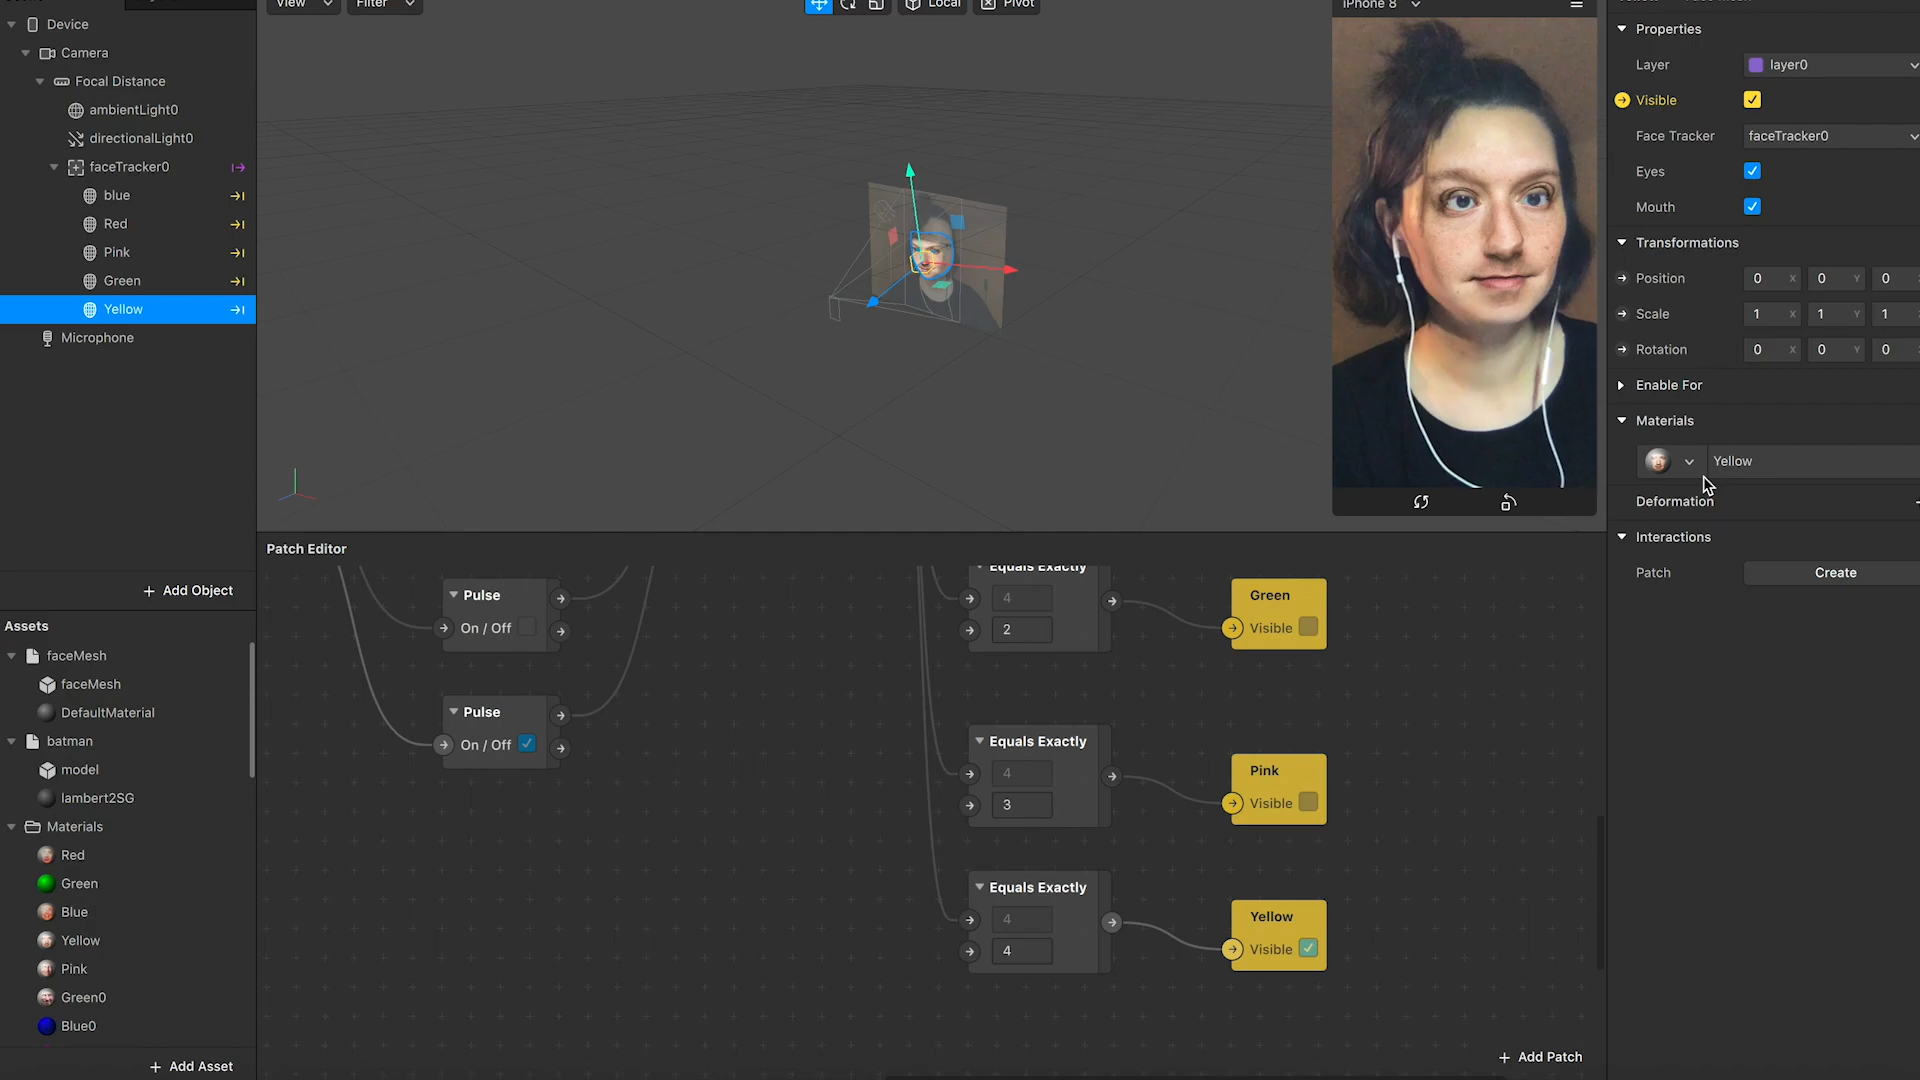 View
Filter
Local
Pivot
iPhone 8
Device
Camera
Focal Distance
ambientLight0
directionalLight0
faceTracker0
blue
Red
Pink
Green
Yellow
Microphone
+ Add Object
Assets
faceMesh
faceMesh
DefaultMaterial
batman
model
lambert2SG
Materials
Red
Green
Blue
Yellow
Pink
Green0
Blue0
+ Add Asset
Patch Editor
Pulse
On / Off
Pulse
On / Off
Equals Exactly
4
2
Green
Visible
Equals Exactly
4
3
Pink
Visible
Equals Exactly
4
4
Yellow
Visible
+ Add Patch
Properties
Layer layer0
Visible
Face Tracker faceTracker0
Eyes
Mouth
Transformations
Position 0 X 0 Y 0
Scale 1 X 1 Y 1
Rotation 0 X 0 Y 0
Enable For
Materials
Yellow
Deformation
Interactions
Patch Create